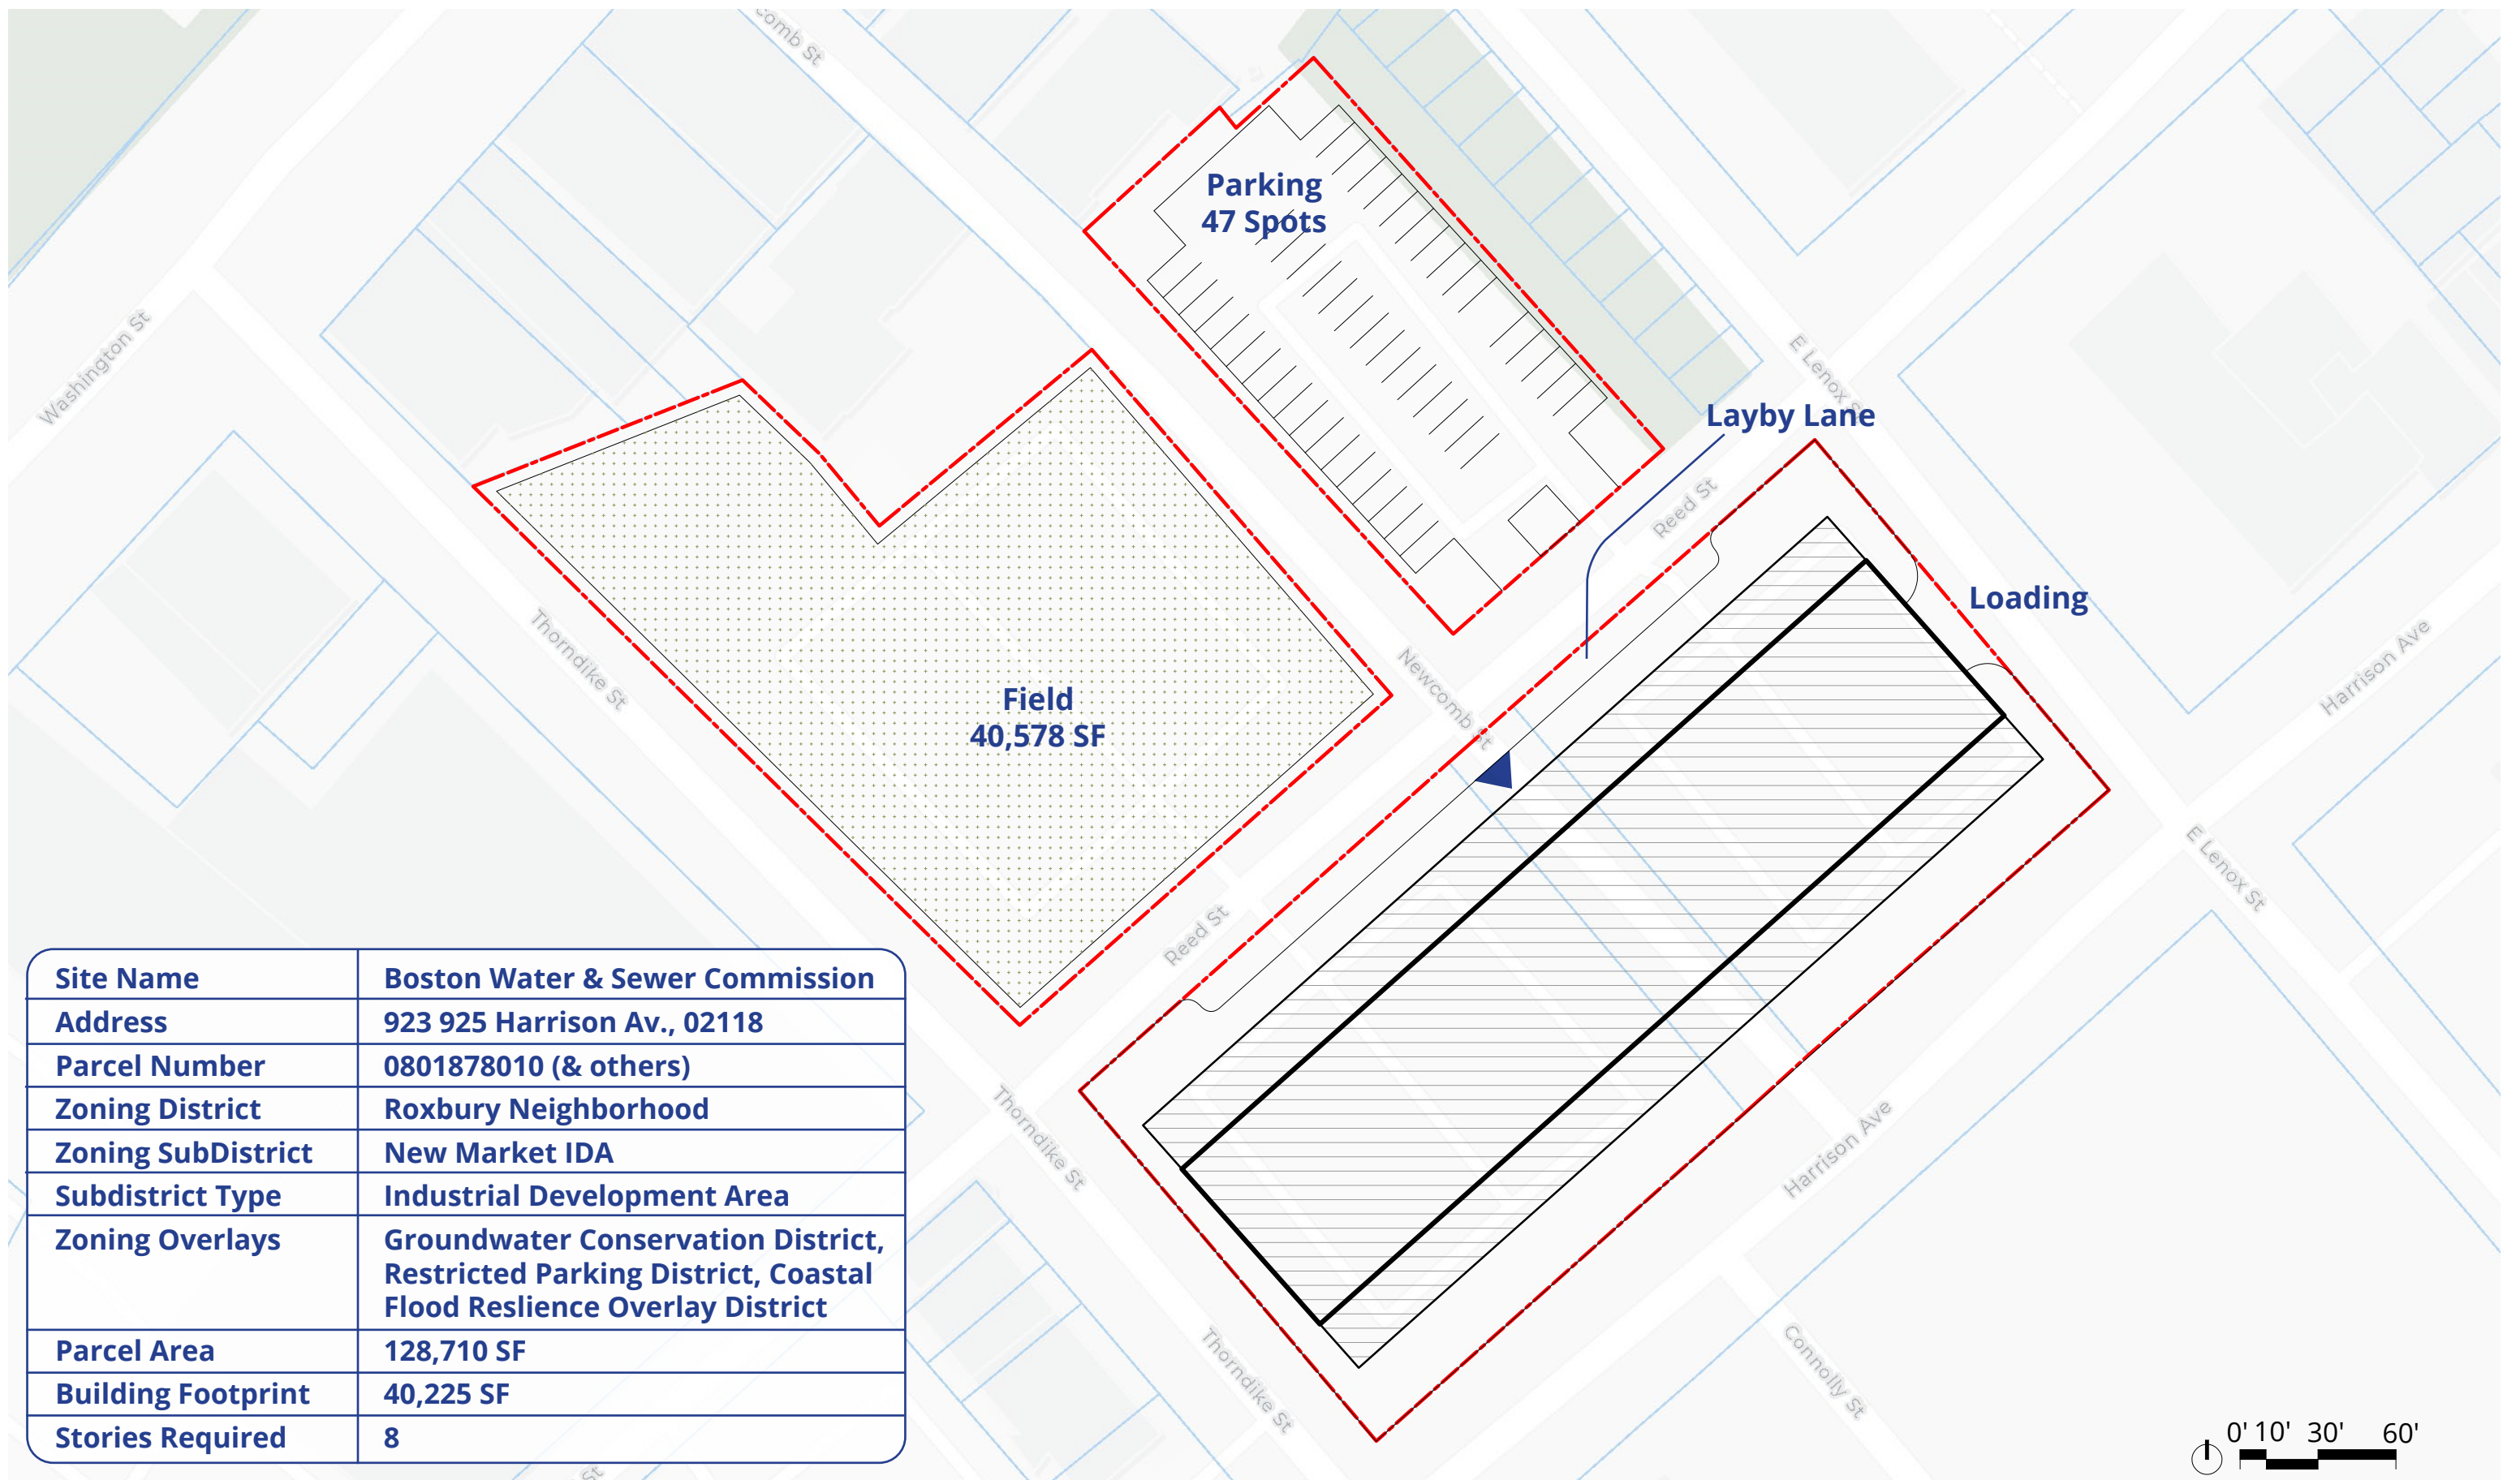 comb St
Parking
47 Spots
Washington St
E Lenox St
Layby Lane
Reed St
Loading
Thorndike St
Newcomb St
Harrison Ave
Field
40,578 SF
E Lenox St
Reed St
Thorndike St
Harrison Ave
Thorndike St
Connolly St
St
Site Name Boston Water & Sewer Commission
Address 923 925 Harrison Av., 02118
Parcel Number 0801878010 (& others)
Zoning District Roxbury Neighborhood
Zoning SubDistrict New Market IDA
Subdistrict Type Industrial Development Area
Zoning Overlays Groundwater Conservation District,
Restricted Parking District, Coastal
Flood Reslience Overlay District
Parcel Area 128,710 SF
Building Footprint 40,225 SF
Stories Required 8
0' 10' 30' 60'